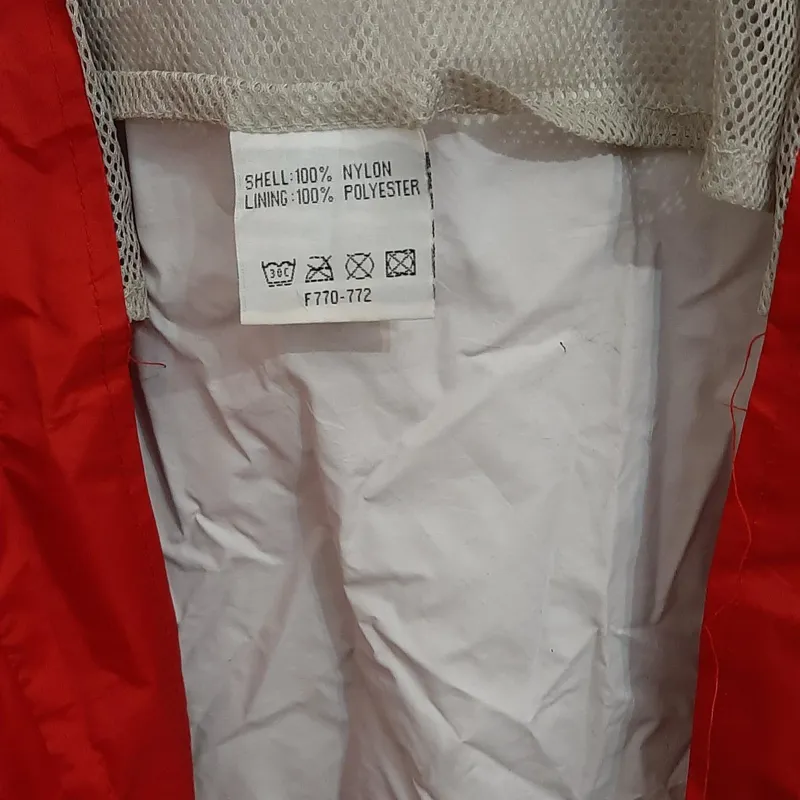 SHELL:100% NYLON
LINING:100% POLYESTER
30C
F770-772